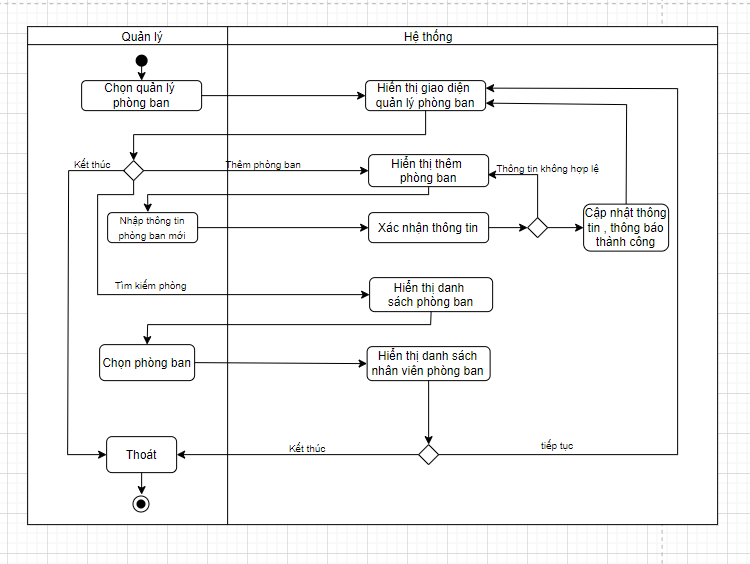 Quản lý
Hệ thống
Chọn quản lý
phòng ban
Hiển thị giao diện
quản lý phòng ban
Kết thúc
Thêm phòng ban
Hiển thị thêm
phòng ban
Thông tin không hợp lệ
Nhập thông tin
phòng ban mới
Xác nhận thông tin
Cập nhật thông
tin , thông báo
thành công
Tìm kiếm phòng
Hiển thị danh
sách phòng ban
Chọn phòng ban
Hiển thị danh sách
nhân viên phòng ban
Thoát
Kết thúc
tiếp tục